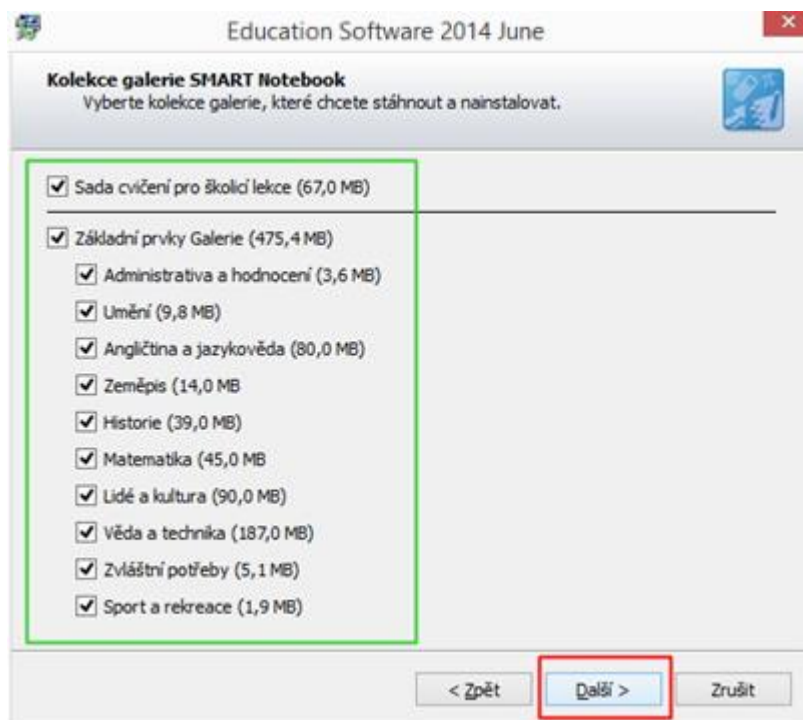 Education Software 2014 June
Kolekce galerie SMART Notebook
Vyberte kolekce galerie, které chcete stáhnout a nainstalovat.
Sada cvičení pro školicí lekce (67,0 MB)
Základní prvky Galerie (475,4 MB)
Administrativa a hodnocení (3,6 MB)
Umění (9,8 MB)
Angličtina a jazykověda (80,0 MB)
Zeměpis (14,0 MB
Historie (39,0 MB)
Matematika (45,0 MB
Lidé a kultura (90,0 MB)
Věda a technika (187,0 MB)
Zvláštní potřeby (5,1 MB)
Sport a rekreace (1,9 MB)
< Zpět Další > Zrušit